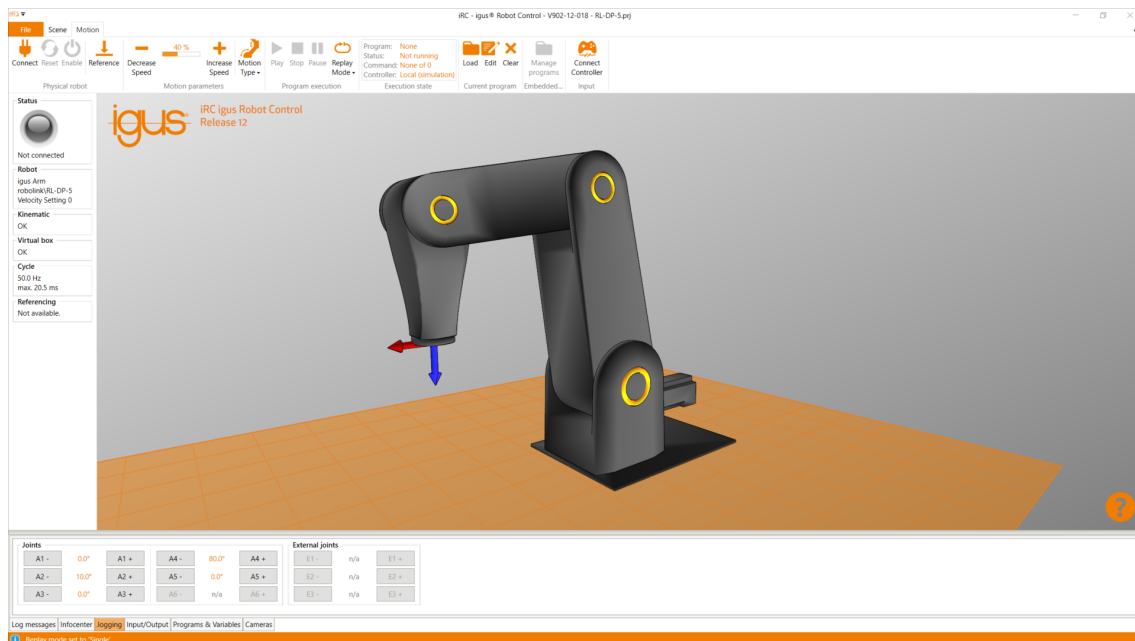 iRC - igus® Robot Control - V902-12-018 - RL-DP-5.prj
File Scene Motion
Connect Reset Enable Reference Decrease Speed 40 % Increase Speed Motion Type Play Stop Pause Replay Mode
Program: None
Status: Not running
Command: None of 0
Controller: Local (simulation)
Load Edit Clear Manage programs Connect Controller
Physical robot Motion parameters Program execution Execution state Current program Embedded... Input
Status
Not connected
Robot
igus Arm
robolink\RL-DP-5
Velocity Setting 0
Kinematic
OK
Virtual box
OK
Cycle
50.0 Hz
max. 20.5 ms
Referencing
Not available.
igus®
iRC igus Robot Control
Release 12
?
Joints External joints
A1 - 0.0° A1 + A4 - 80.0° A4 + E1 - n/a E1 +
A2 - 10.0° A2 + A5 - 0.0° A5 + E2 - n/a E2 +
A3 - 0.0° A3 + A6 - n/a A6 + E3 - n/a E3 +
Log messages Infocenter Jogging Input/Output Programs & Variables Cameras
Replay mode set to 'Single'